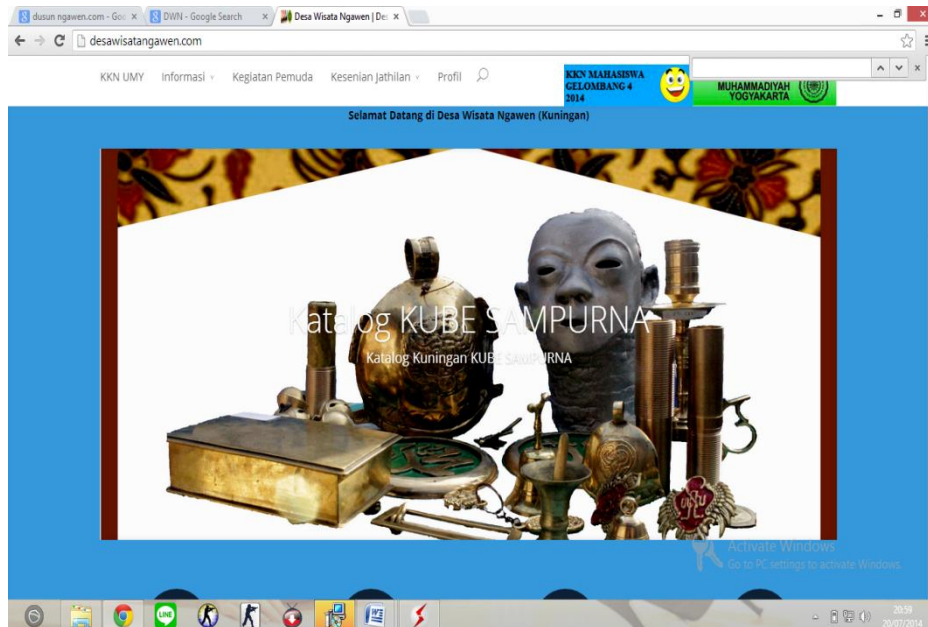 dusun ngawen.com - Goo
DWN - Google Search
Desa Wisata Ngawen | Des
desawisatangawen.com
KKN UMY Informasi Kegiatan Pemuda Kesenian Jathilan Profil
KKN MAHASISWA
GELOMBANG 4
2014
MUHAMMADIYAH
YOGYAKARTA
Selamat Datang di Desa Wisata Ngawen (Kuningan)
Katalog KUBE SAMPURNA
Katalog Kuningan KUBE SAMPURNA
Activate Windows
Go to PC settings to activate Windows.
LINE
20:59
20/07/2014